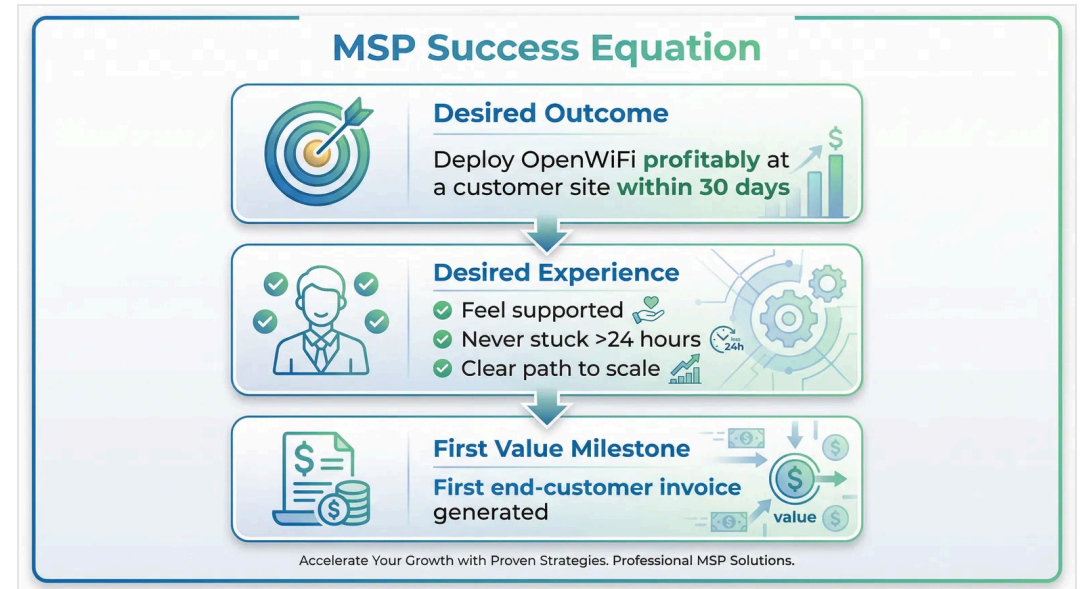 MSP Success Equation
Desired Outcome
$
Deploy OpenWiFi profitably at
a customer site within 30 days
Desired Experience
Feel supported
Never stuck >24 hours
24h
Clear path to scale
First Value Milestone
$
$
$
First end-customer invoice
generated
$
$
$
value
$
Accelerate Your Growth with Proven Strategies. Professional MSP Solutions.